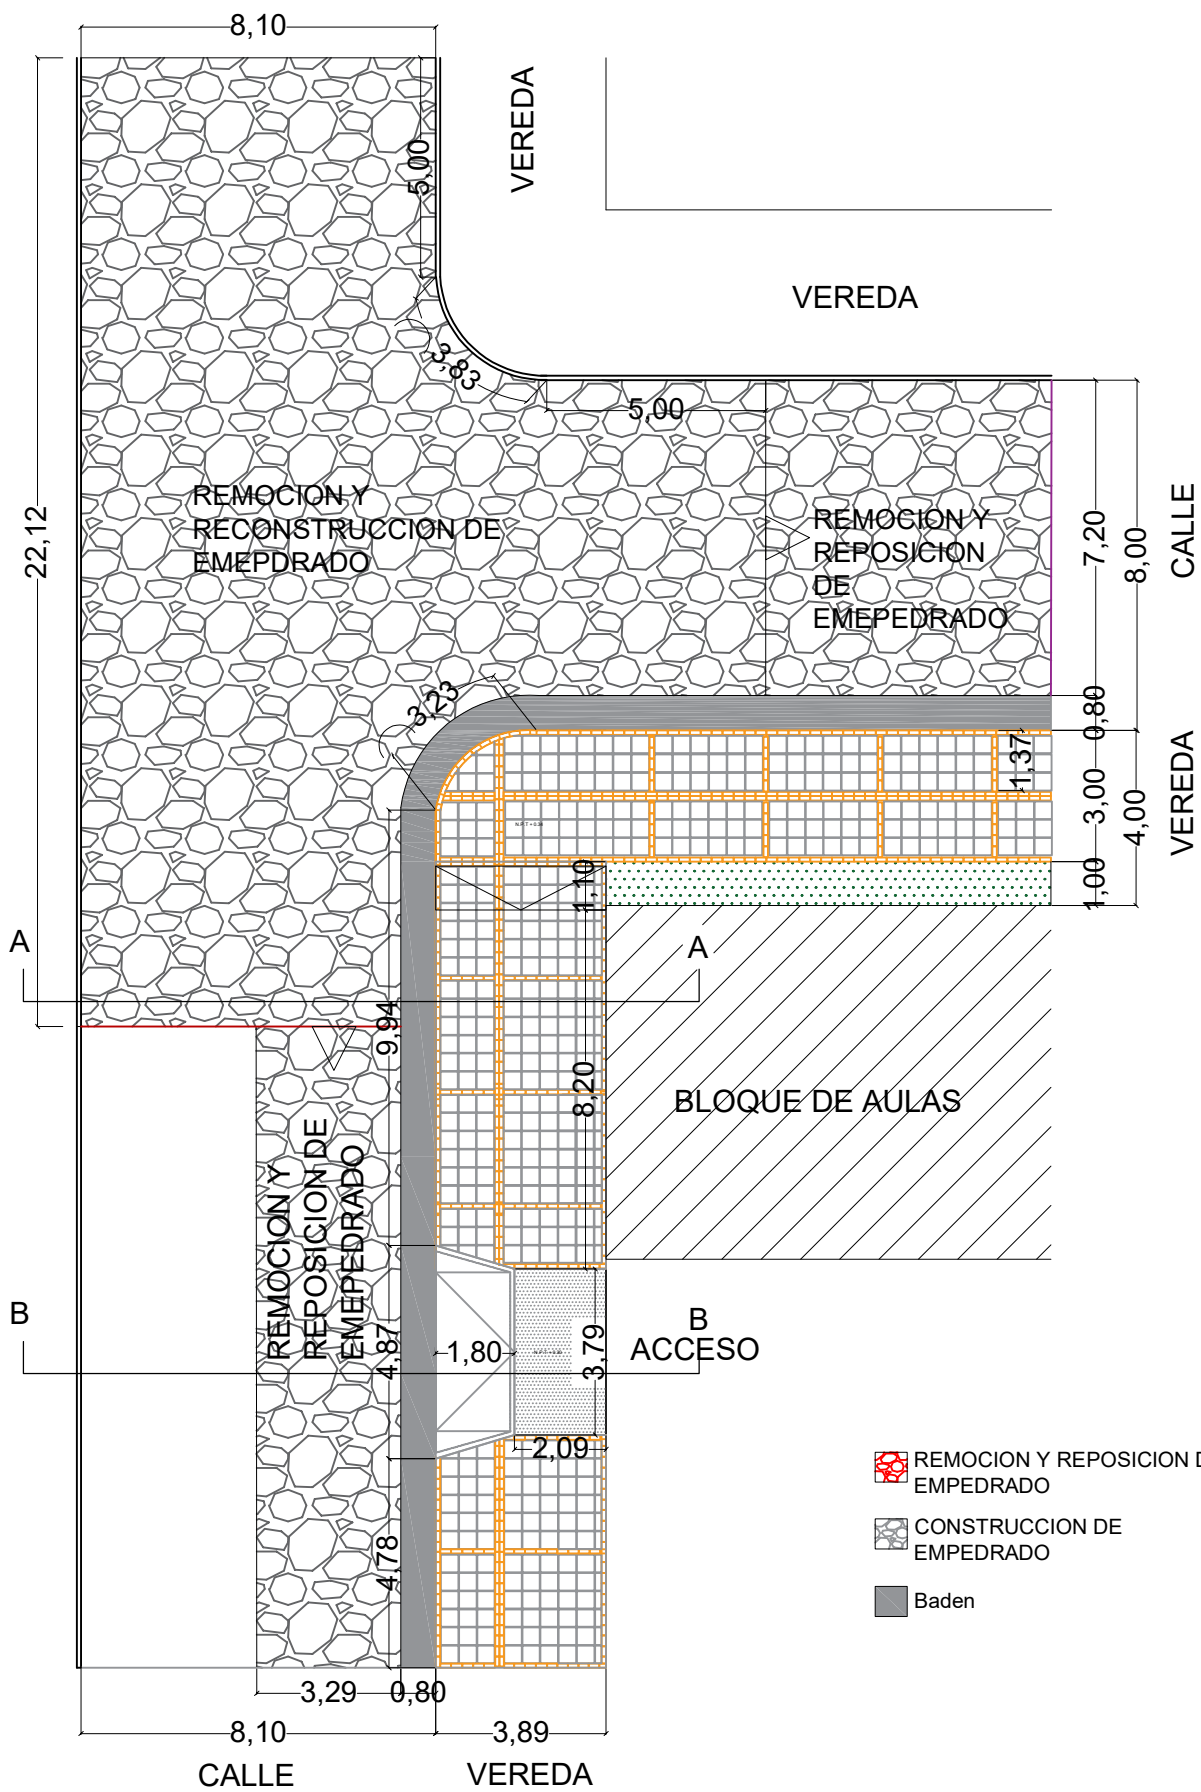 8,10
VEREDA
5,00
VEREDA
3,83
5,00
22,12
REMOCION Y
RECONSTRUCCION DE
EMEPDRADO
REMOCION Y
REPOSICION
DE
EMEPEDRADO
7,20
8,00
CALLE
3,23
0,80
1,37
3,00
4,00
VEREDA
N.P.T + 0.36
1,10
1,00
A
A
9,94
8,20
BLOQUE DE AULAS
REMOCION Y
REPOSICION DE
EMEPEDRADO
B
B
ACCESO
4,87
1,80
3,79
2,09
REMOCION Y REPOSICION D
EMPEDRADO
CONSTRUCCION DE
EMPEDRADO
Baden
4,78
3,29
0,80
8,10
3,89
CALLE
VEREDA